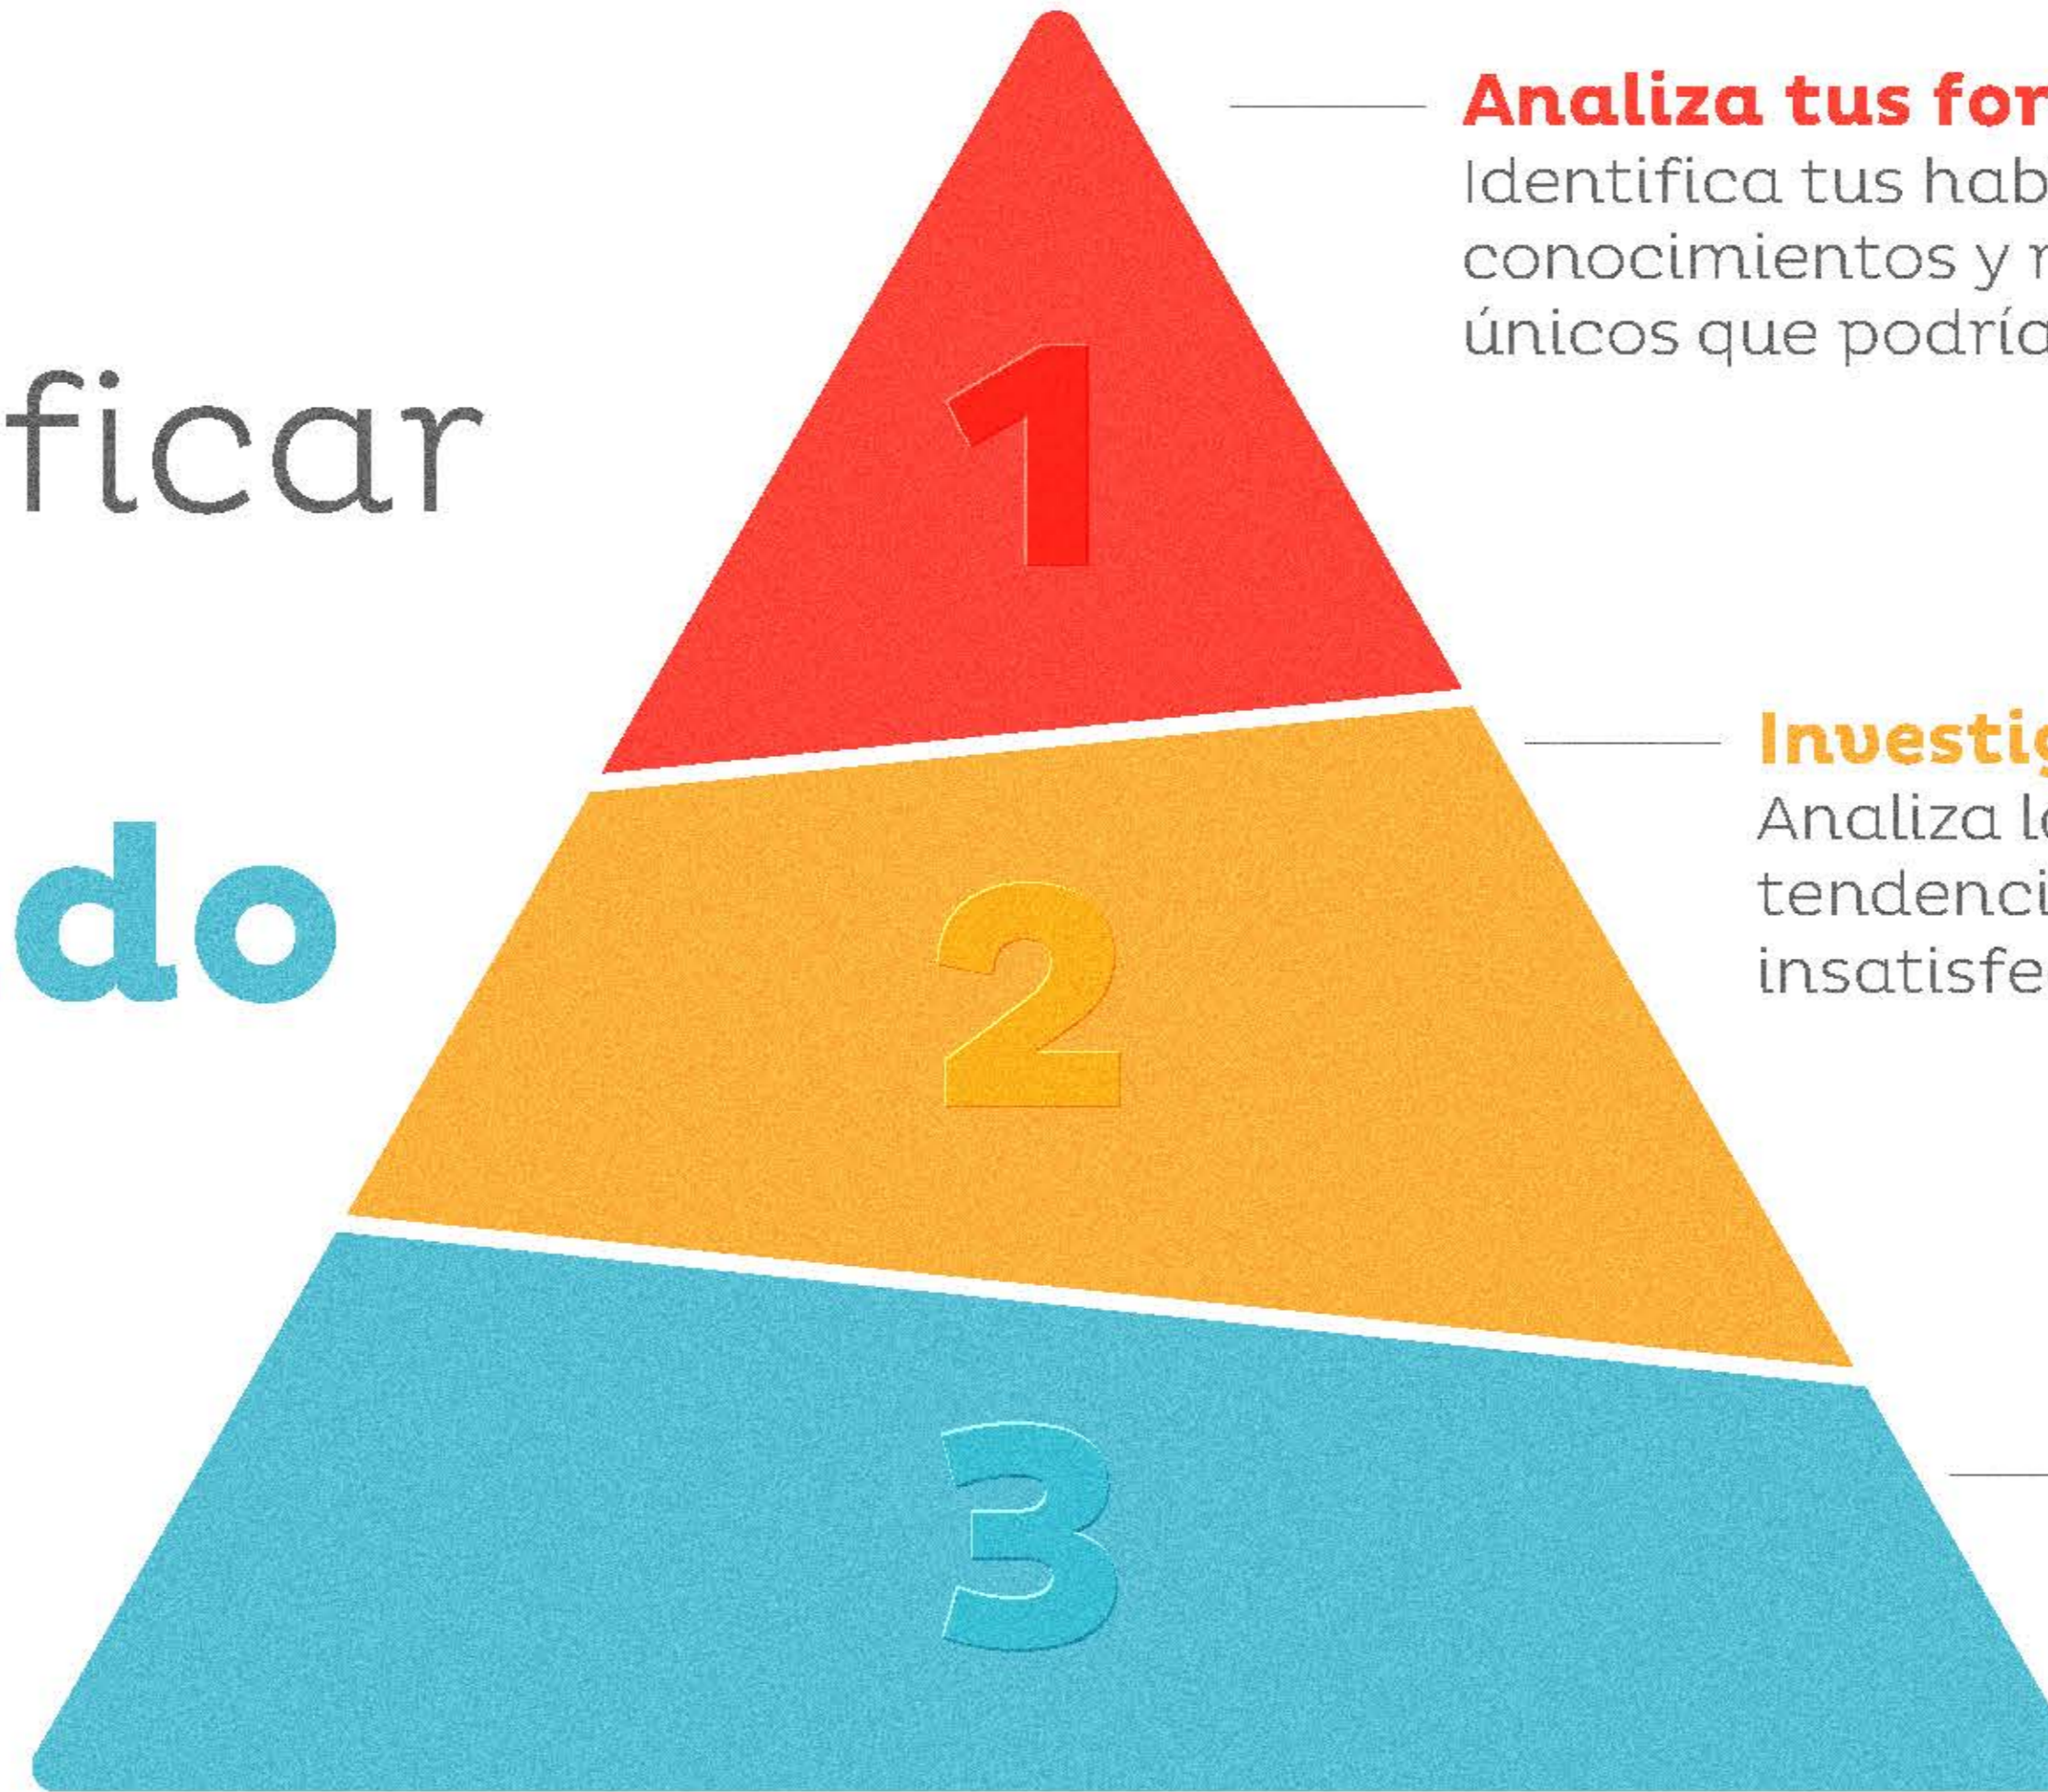 ficar
do
1
Analiza tus for
Identifica tus hab
conocimientos y r
únicos que podría
2
Investig
Analiza la
tendenci
insatisfe
3